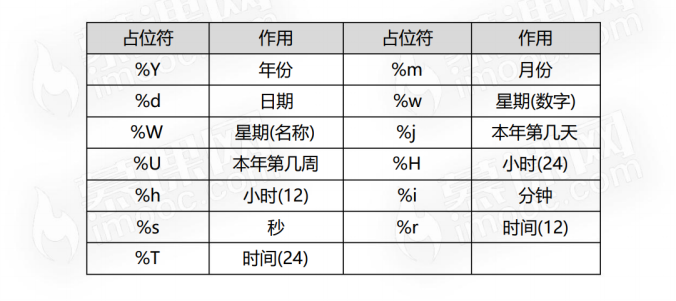 占位符 作用 占位符 作用
%Y 年份 %m 月份
%d 日期 %w 星期(数字)
%W 星期(名称) %j 本年第几天
%U 本年第几周 %H 小时(24)
%h 小时(12) %i 分钟
%s 秒 %r 时间(12)
%T 时间(24)
慕课网
imooc.com